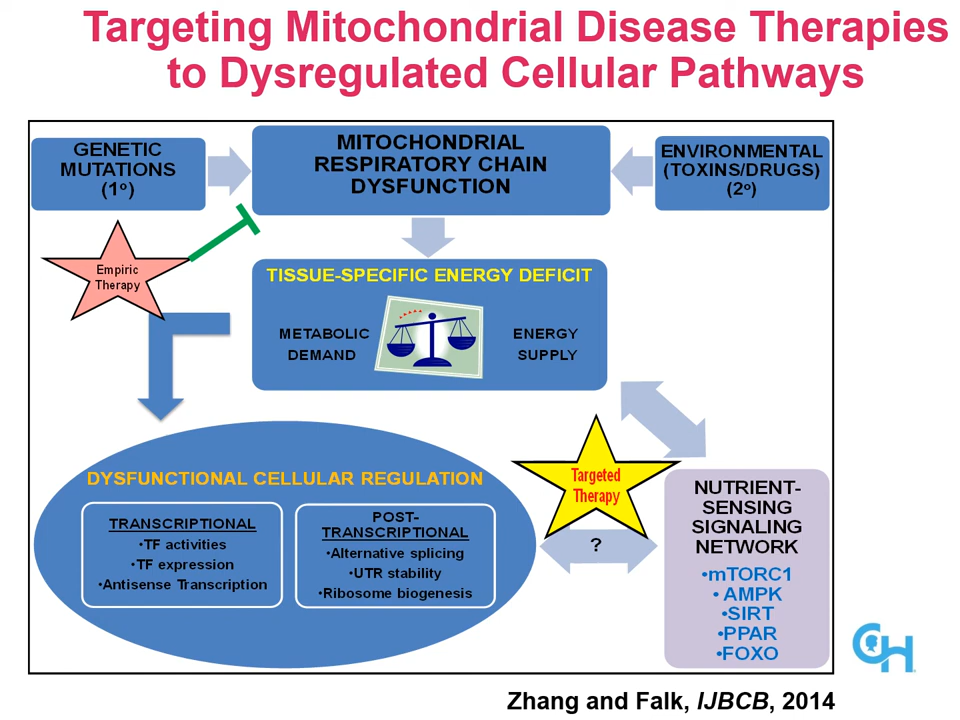 Targeting Mitochondrial Disease Therapies
to Dysregulated Cellular Pathways
GENETIC
MUTATIONS
(1º)
MITOCHONDRIAL
RESPIRATORY CHAIN
DYSFUNCTION
ENVIRONMENTAL
(TOXINS/DRUGS)
(2º)
Empiric
Therapy
TISSUE-SPECIFIC ENERGY DEFICIT
METABOLIC
DEMAND
ENERGY
SUPPLY
DYSFUNCTIONAL CELLULAR REGULATION
TRANSCRIPTIONAL
•TF activities
•TF expression
•Antisense Transcription
POST-
TRANSCRIPTIONAL
•Alternative splicing
•UTR stability
•Ribosome biogenesis
Targeted
Therapy
?
NUTRIENT-
SENSING
SIGNALING
NETWORK
•mTORC1
• AMPK
•SIRT
•PPAR
•FOXO
CH
Zhang and Falk, IJBCB, 2014